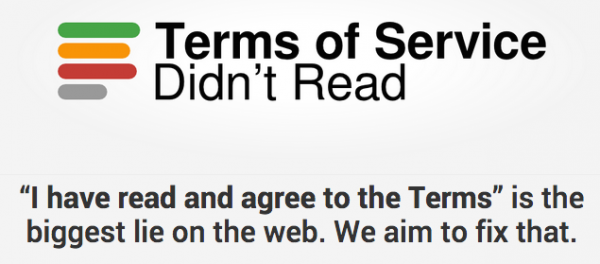 Terms of Service
Didn’t Read
“I have read and agree to the Terms” is the
biggest lie on the web. We aim to fix that.